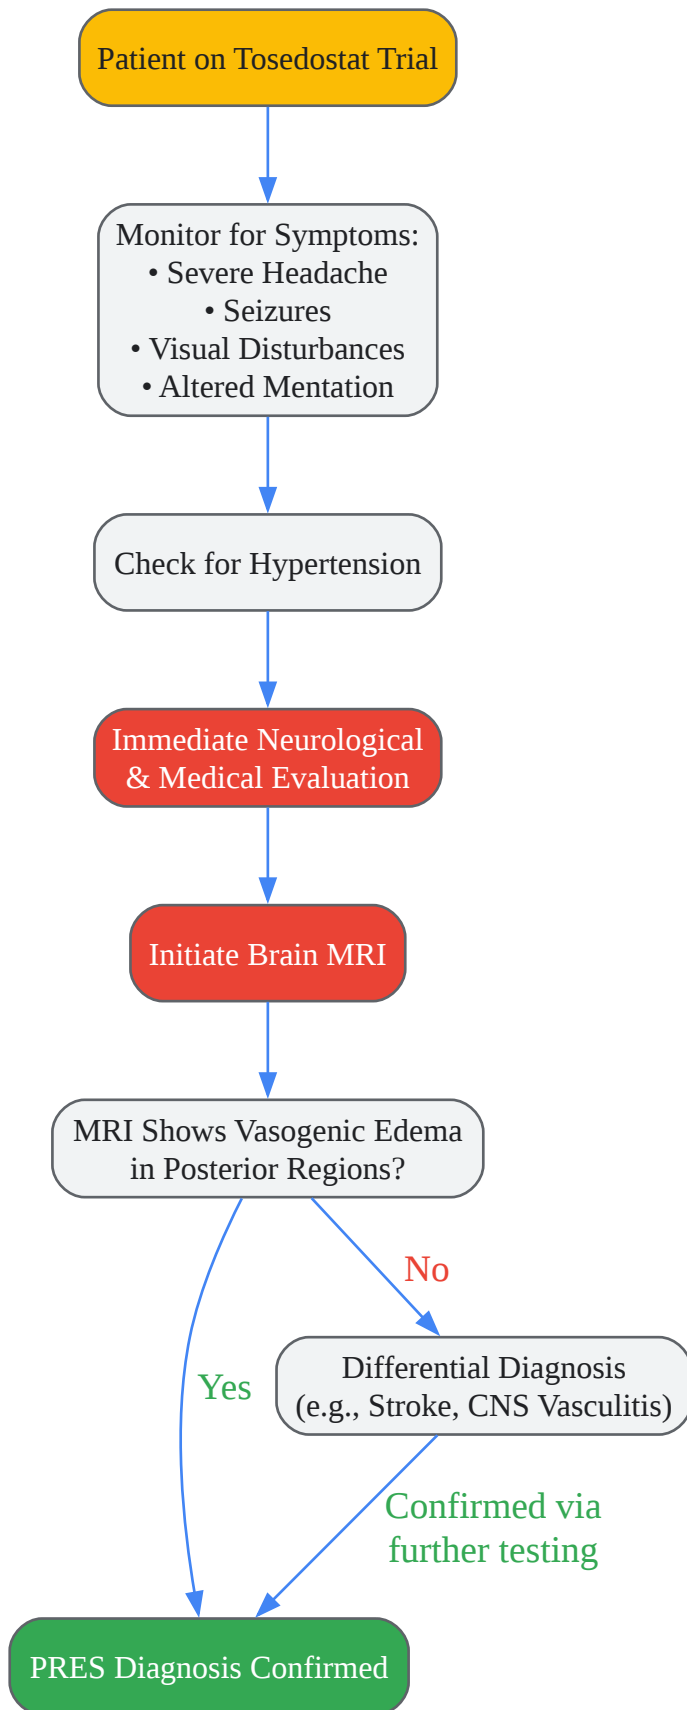 Patient on Tosedostat Trial
Monitor for Symptoms:
• Severe Headache
• Seizures
• Visual Disturbances
• Altered Mentation
Check for Hypertension
Immediate Neurological
& Medical Evaluation
Initiate Brain MRI
MRI Shows Vasogenic Edema
in Posterior Regions?
No
Yes
Differential Diagnosis
(e.g., Stroke, CNS Vasculitis)
Confirmed via
further testing
PRES Diagnosis Confirmed